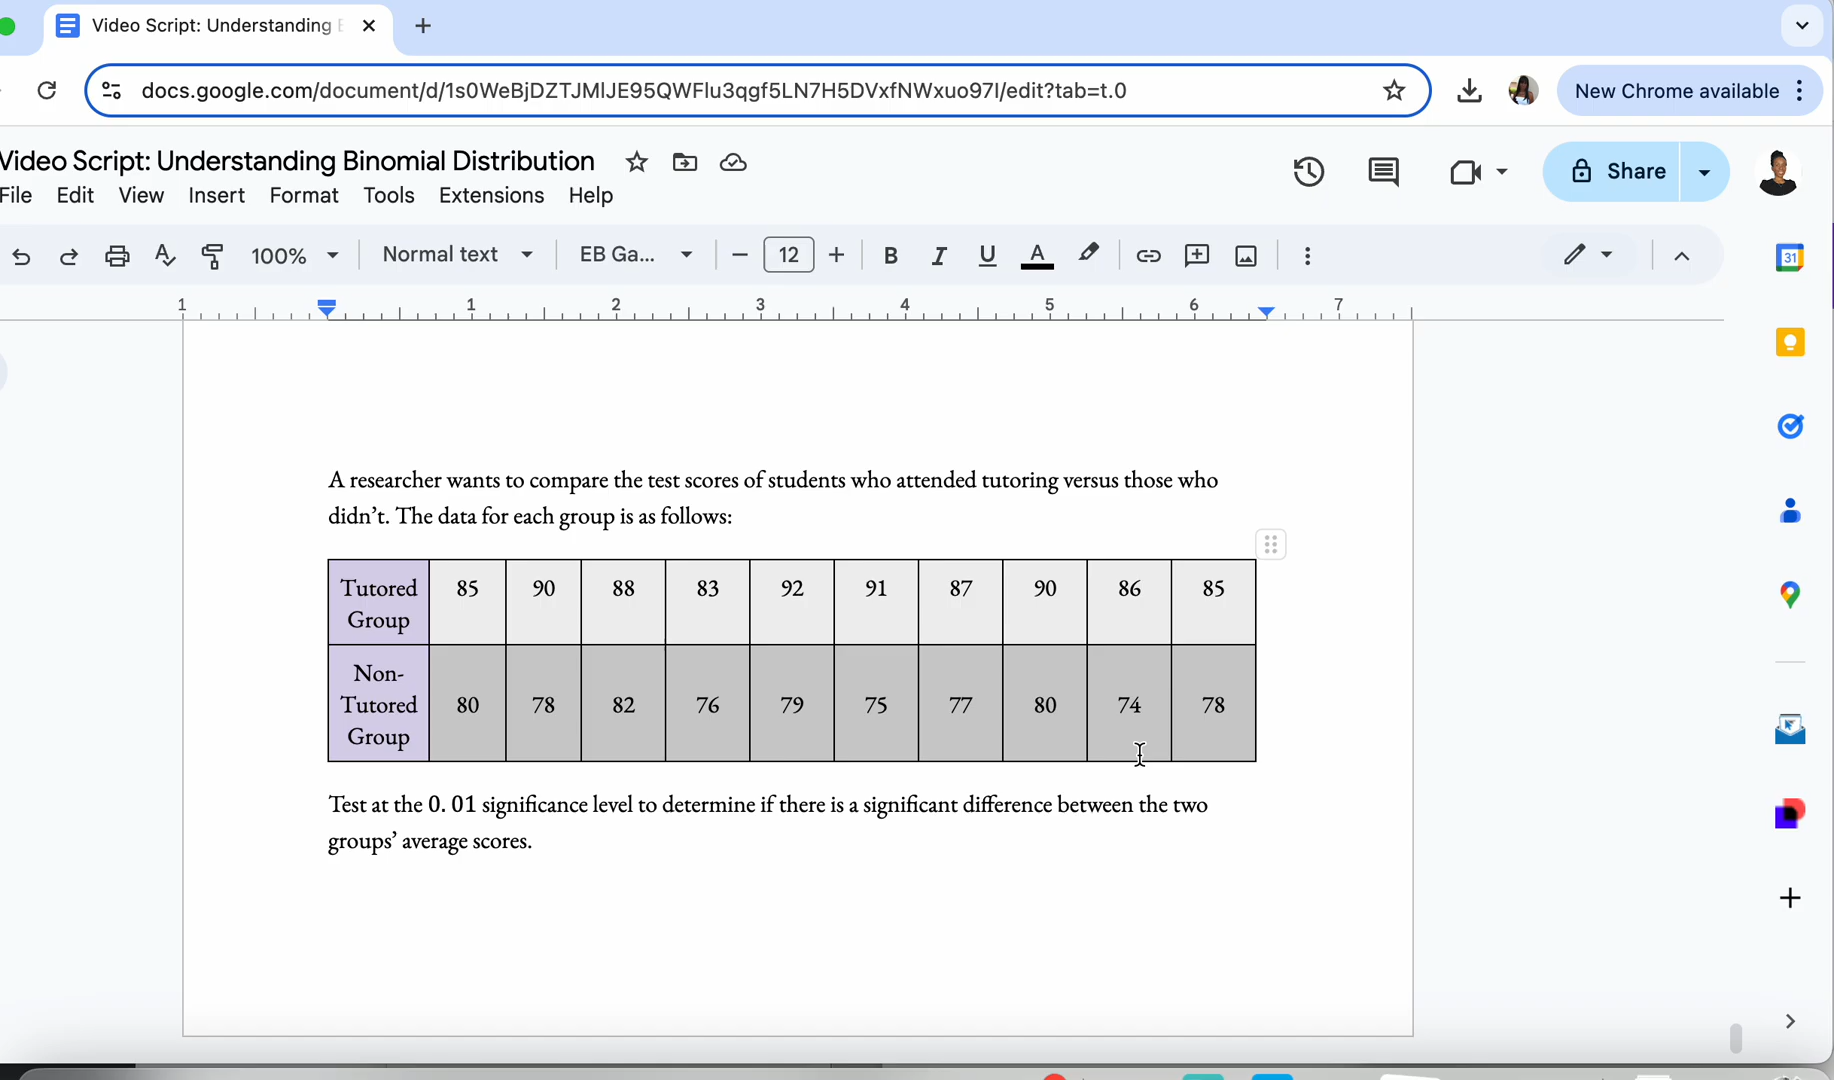 Video Script: Understanding
docs.google.com/document/d/1s0WeBjDZTJMlJE95QWFlu3qgf5LN7H5DVxfNWxuo97I/edit?tab=t.0
New Chrome available
Video Script: Understanding Binomial Distribution
File Edit View Insert Format Tools Extensions Help
Share
100% Normal text EB Ga... 12 B I U A
1 1 2 3 4 5 6 7
31
A researcher wants to compare the test scores of students who attended tutoring versus those who
didn’t. The data for each group is as follows:
Tutored Group 85 90 88 83 92 91 87 90 86 85
Non-Tutored Group 80 78 82 76 79 75 77 80 74 78
Test at the 0. 01 significance level to determine if there is a significant difference between the two
groups’ average scores.